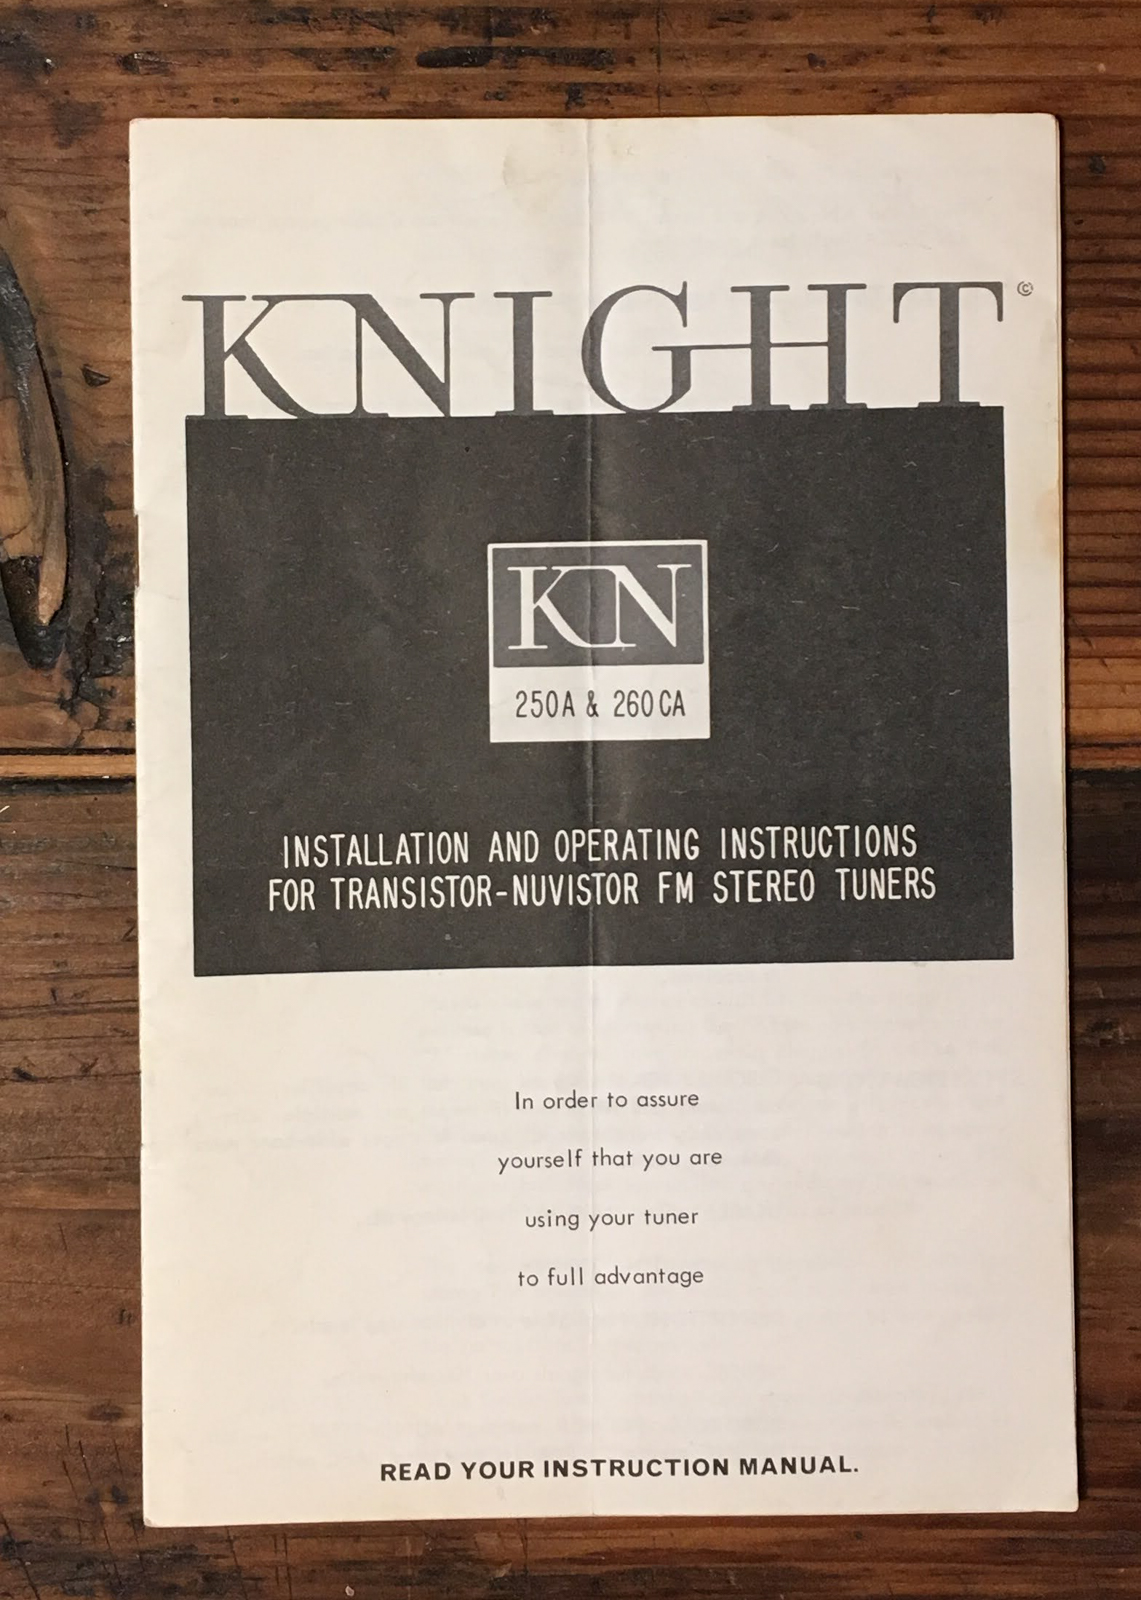 KNIGHT©
KN
250A & 260CA
INSTALLATION AND OPERATING INSTRUCTIONS
FOR TRANSISTOR-NUVISTOR FM STEREO TUNERS
In order to assure
yourself that you are
using your tuner
to full advantage
READ YOUR INSTRUCTION MANUAL.